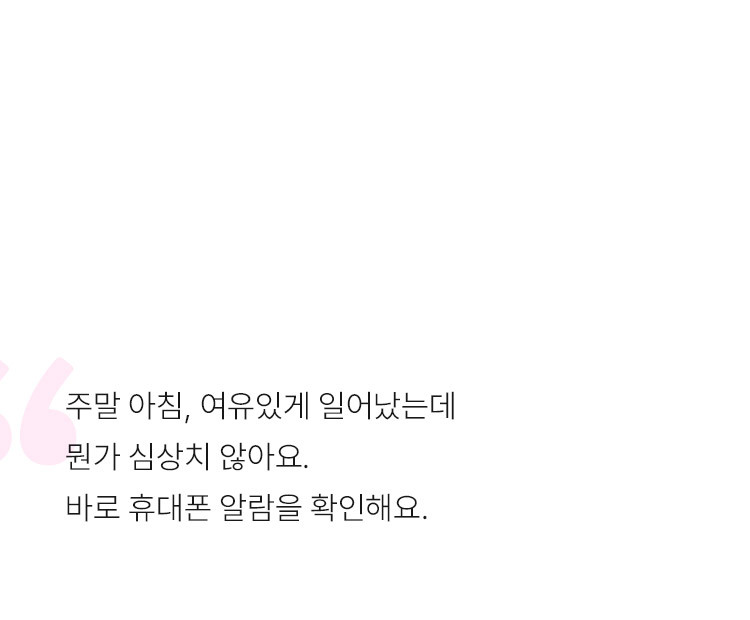 주말 아침, 여유있게 일어났는데
뭔가 심상치 않아요.
바로 휴대폰 알람을 확인해요.